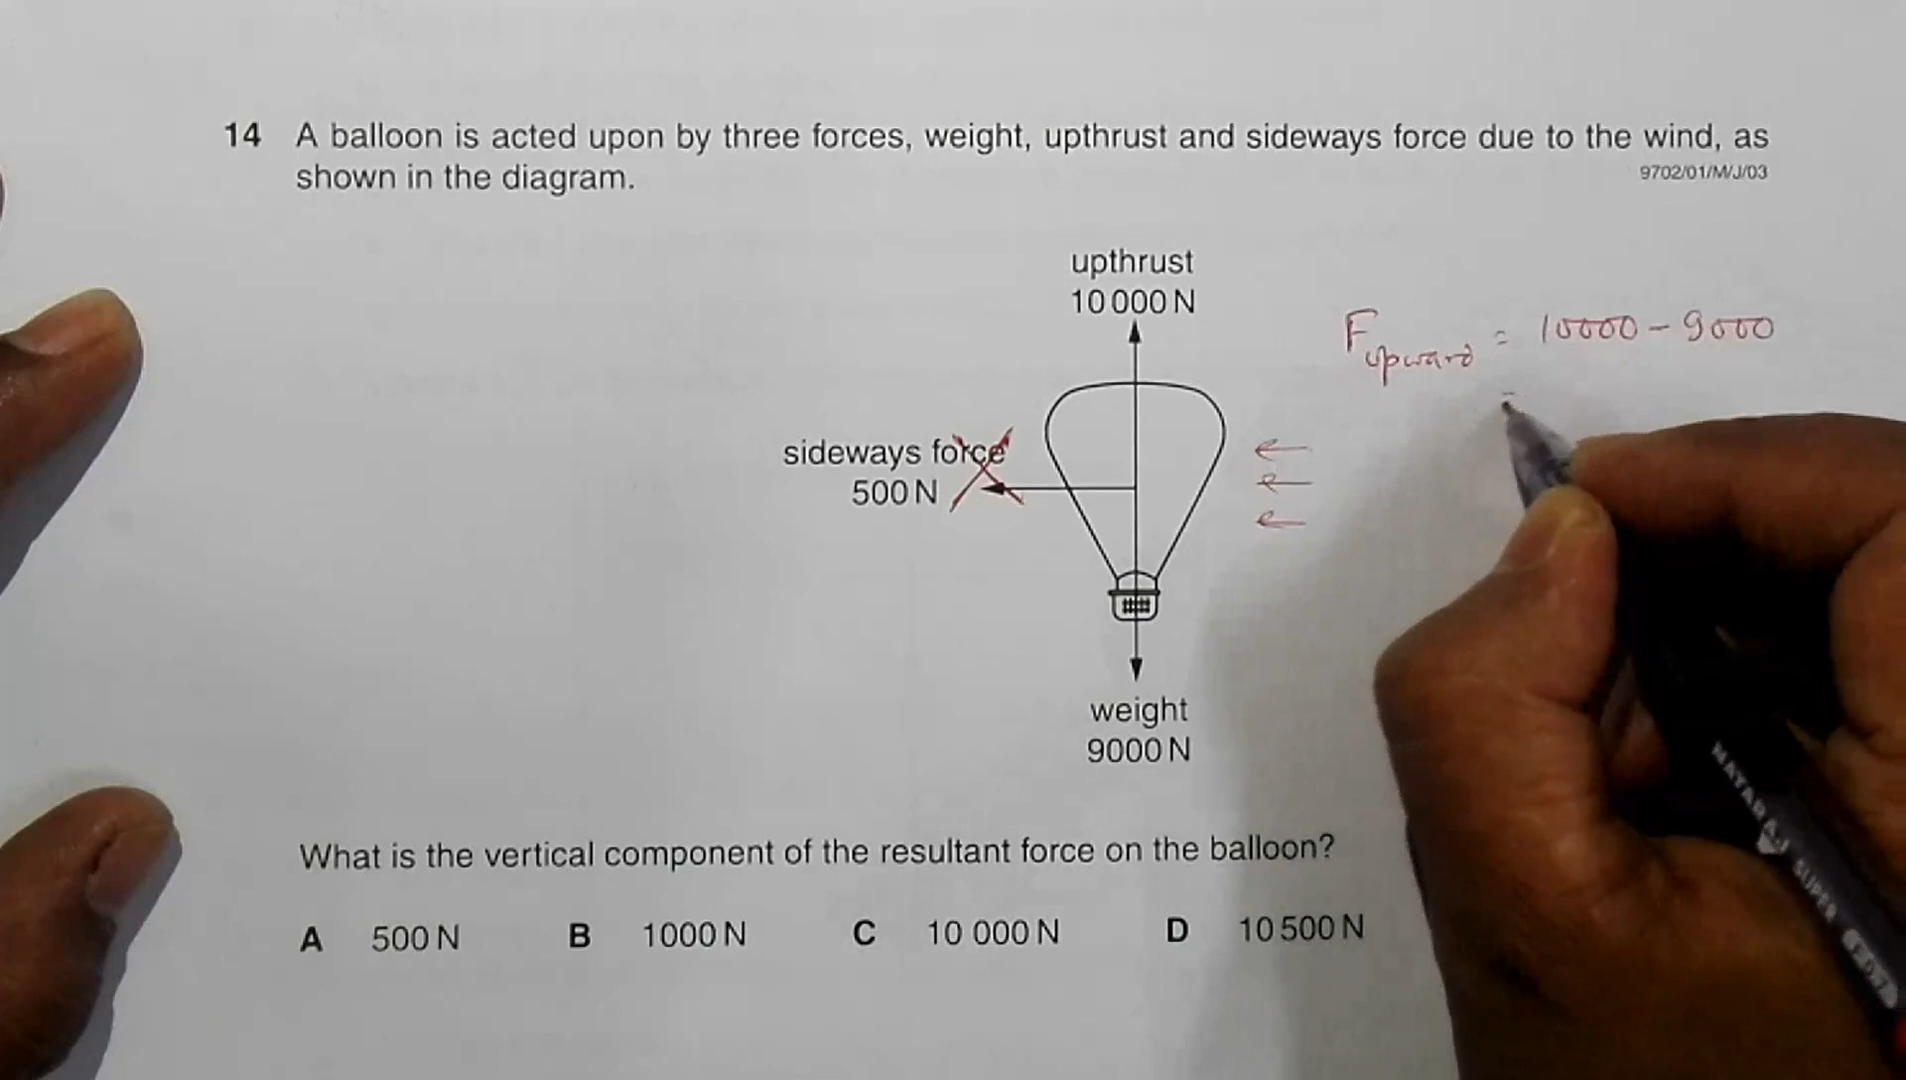 14 A balloon is acted upon by three forces, weight, upthrust and sideways force due to the wind, as
shown in the diagram.
9702/01/M/J/03
upthrust
10 000 N
F upward = 10000 - 9000
=
sideways force
500 N
weight
9000 N
What is the vertical component of the resultant force on the balloon?
A 500 N B 1000 N C 10 000 N D 10 500 N
SUPER